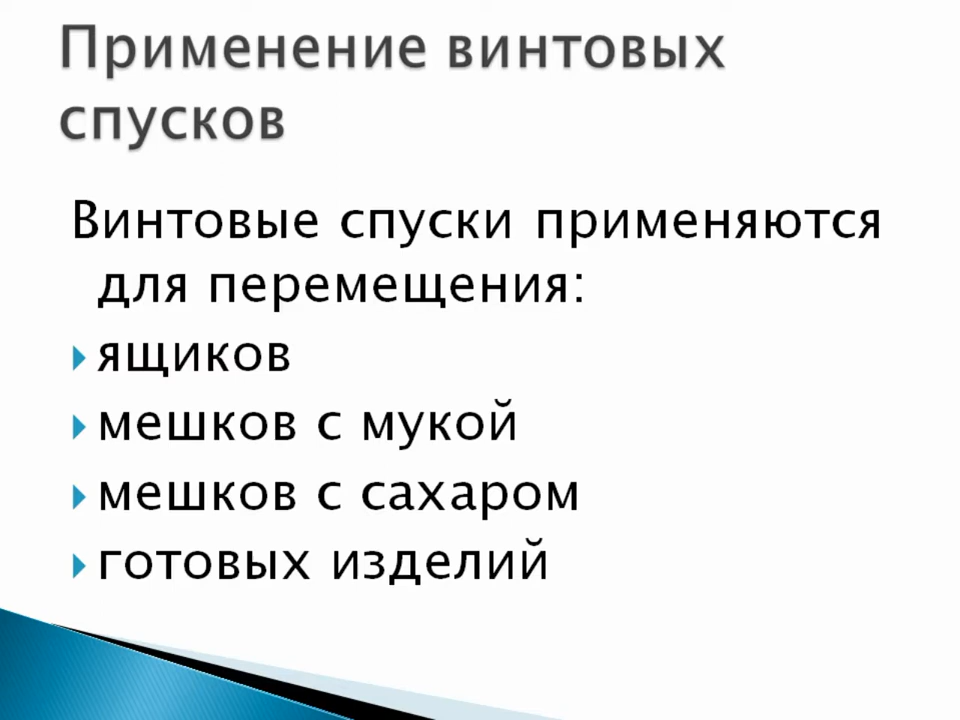 Применение винтовых
спусков
Винтовые спуски применяются
для перемещения:
ящиков
мешков с мукой
мешков с сахаром
готовых изделий